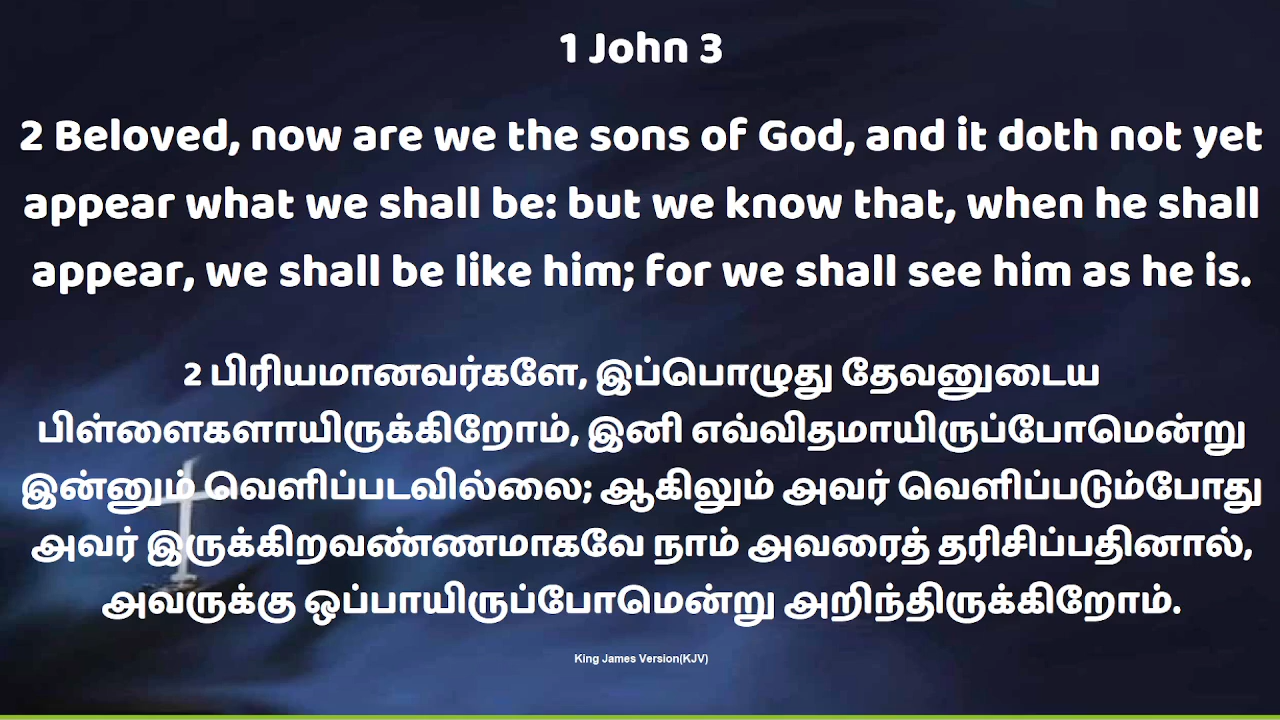 1 John 3
2 Beloved, now are we the sons of God, and it doth not yet
appear what we shall be: but we know that, when he shall
appear, we shall be like him; for we shall see him as he is.
2 பிரியமானவர்களே, இப்பொழுது தேவனுடைய
பிள்ளைகளாயிருக்கிறோம், இனி எவ்விதமாயிருப்போமென்று
இன்னும் வெளிப்படவில்லை; ஆகிலும் அவர் வெளிப்படும்போது
அவர் இருக்கிறவண்ணமாகவே நாம் அவரைத் தரிசிப்பதினால்,
அவருக்கு ஒப்பாயிருப்போமென்று அறிந்திருக்கிறோம்.
King James Version(KJV)